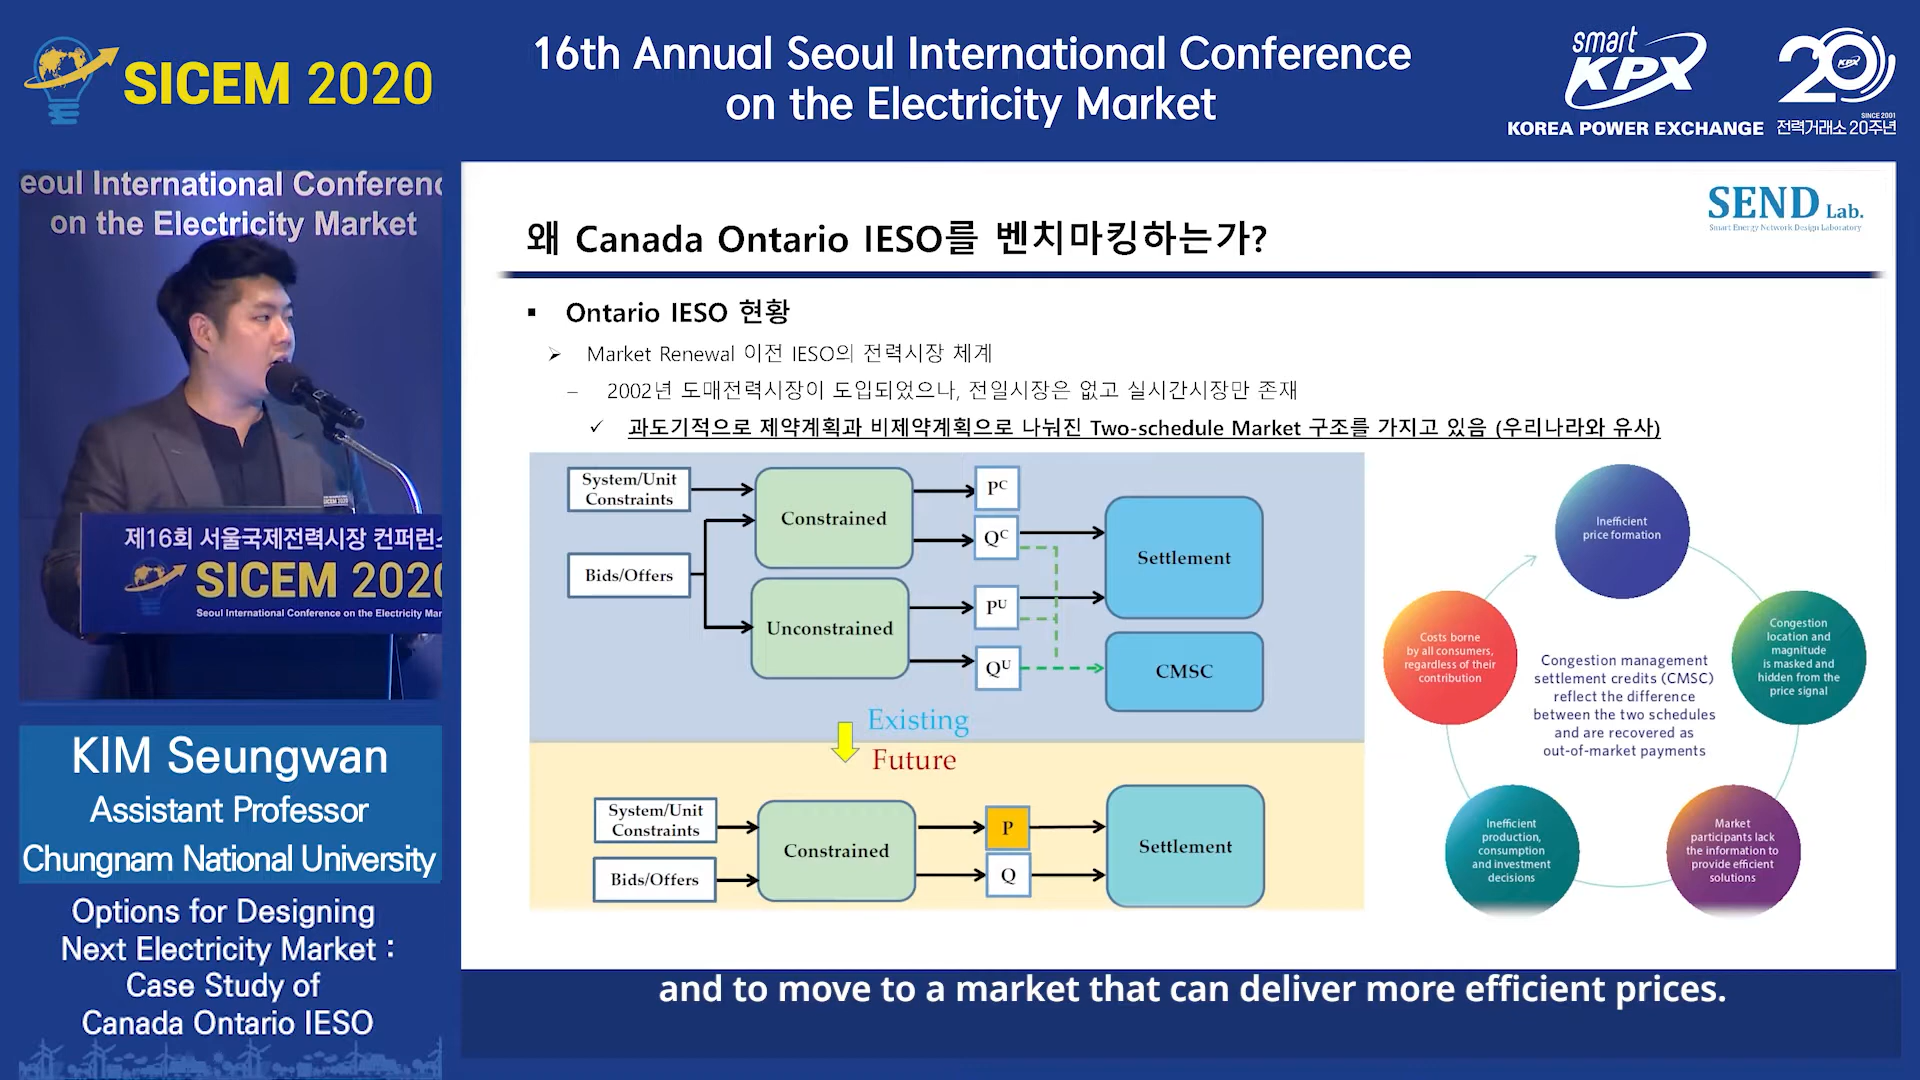 SICEM 2020
16th Annual Seoul International Conference
on the Electricity Market
smart
KPX
KOREA POWER EXCHANGE
20
KPX
SINCE 2001
전력거래소 20주년
eoul International Conferenc
on the Electricity Market
SICEM 2020
제16회 서울국제전력시장 컨퍼런스
SICEM 2020
Seoul International Conference on the Electricity Mar
KIM Seungwan
Assistant Professor
Chungnam National University
Options for Designing
Next Electricity Market :
Case Study of
Canada Ontario IESO
SEND Lab.
Smart Energy Network Design Laboratory
왜 Canada Ontario IESO를 벤치마킹하는가?
▪ Ontario IESO 현황
➢ Market Renewal 이전 IESO의 전력시장 체계
– 2002년 도매전력시장이 도입되었으나, 전일시장은 없고 실시간시장만 존재
✓ 과도기적으로 제약계획과 비제약계획으로 나눠진 Two-schedule Market 구조를 가지고 있음 (우리나라와 유사)
System/Unit
Constraints
Bids/Offers
Constrained
Unconstrained
Pᶜ
Qᶜ
Pᵁ
Qᵁ
Settlement
CMSC
Existing
Future
System/Unit
Constraints
Bids/Offers
Constrained
P
Q
Settlement
Inefficient
price formation
Congestion
location and
magnitude
is masked and
hidden from the
price signal
Market
participants lack
the information to
provide efficient
solutions
Inefficient
production,
consumption
and investment
decisions
Costs borne
by all consumers,
regardless of their
contribution
Congestion management
settlement credits (CMSC)
reflect the difference
between the two schedules
and are recovered as
out-of-market payments
and to move to a market that can deliver more efficient prices.